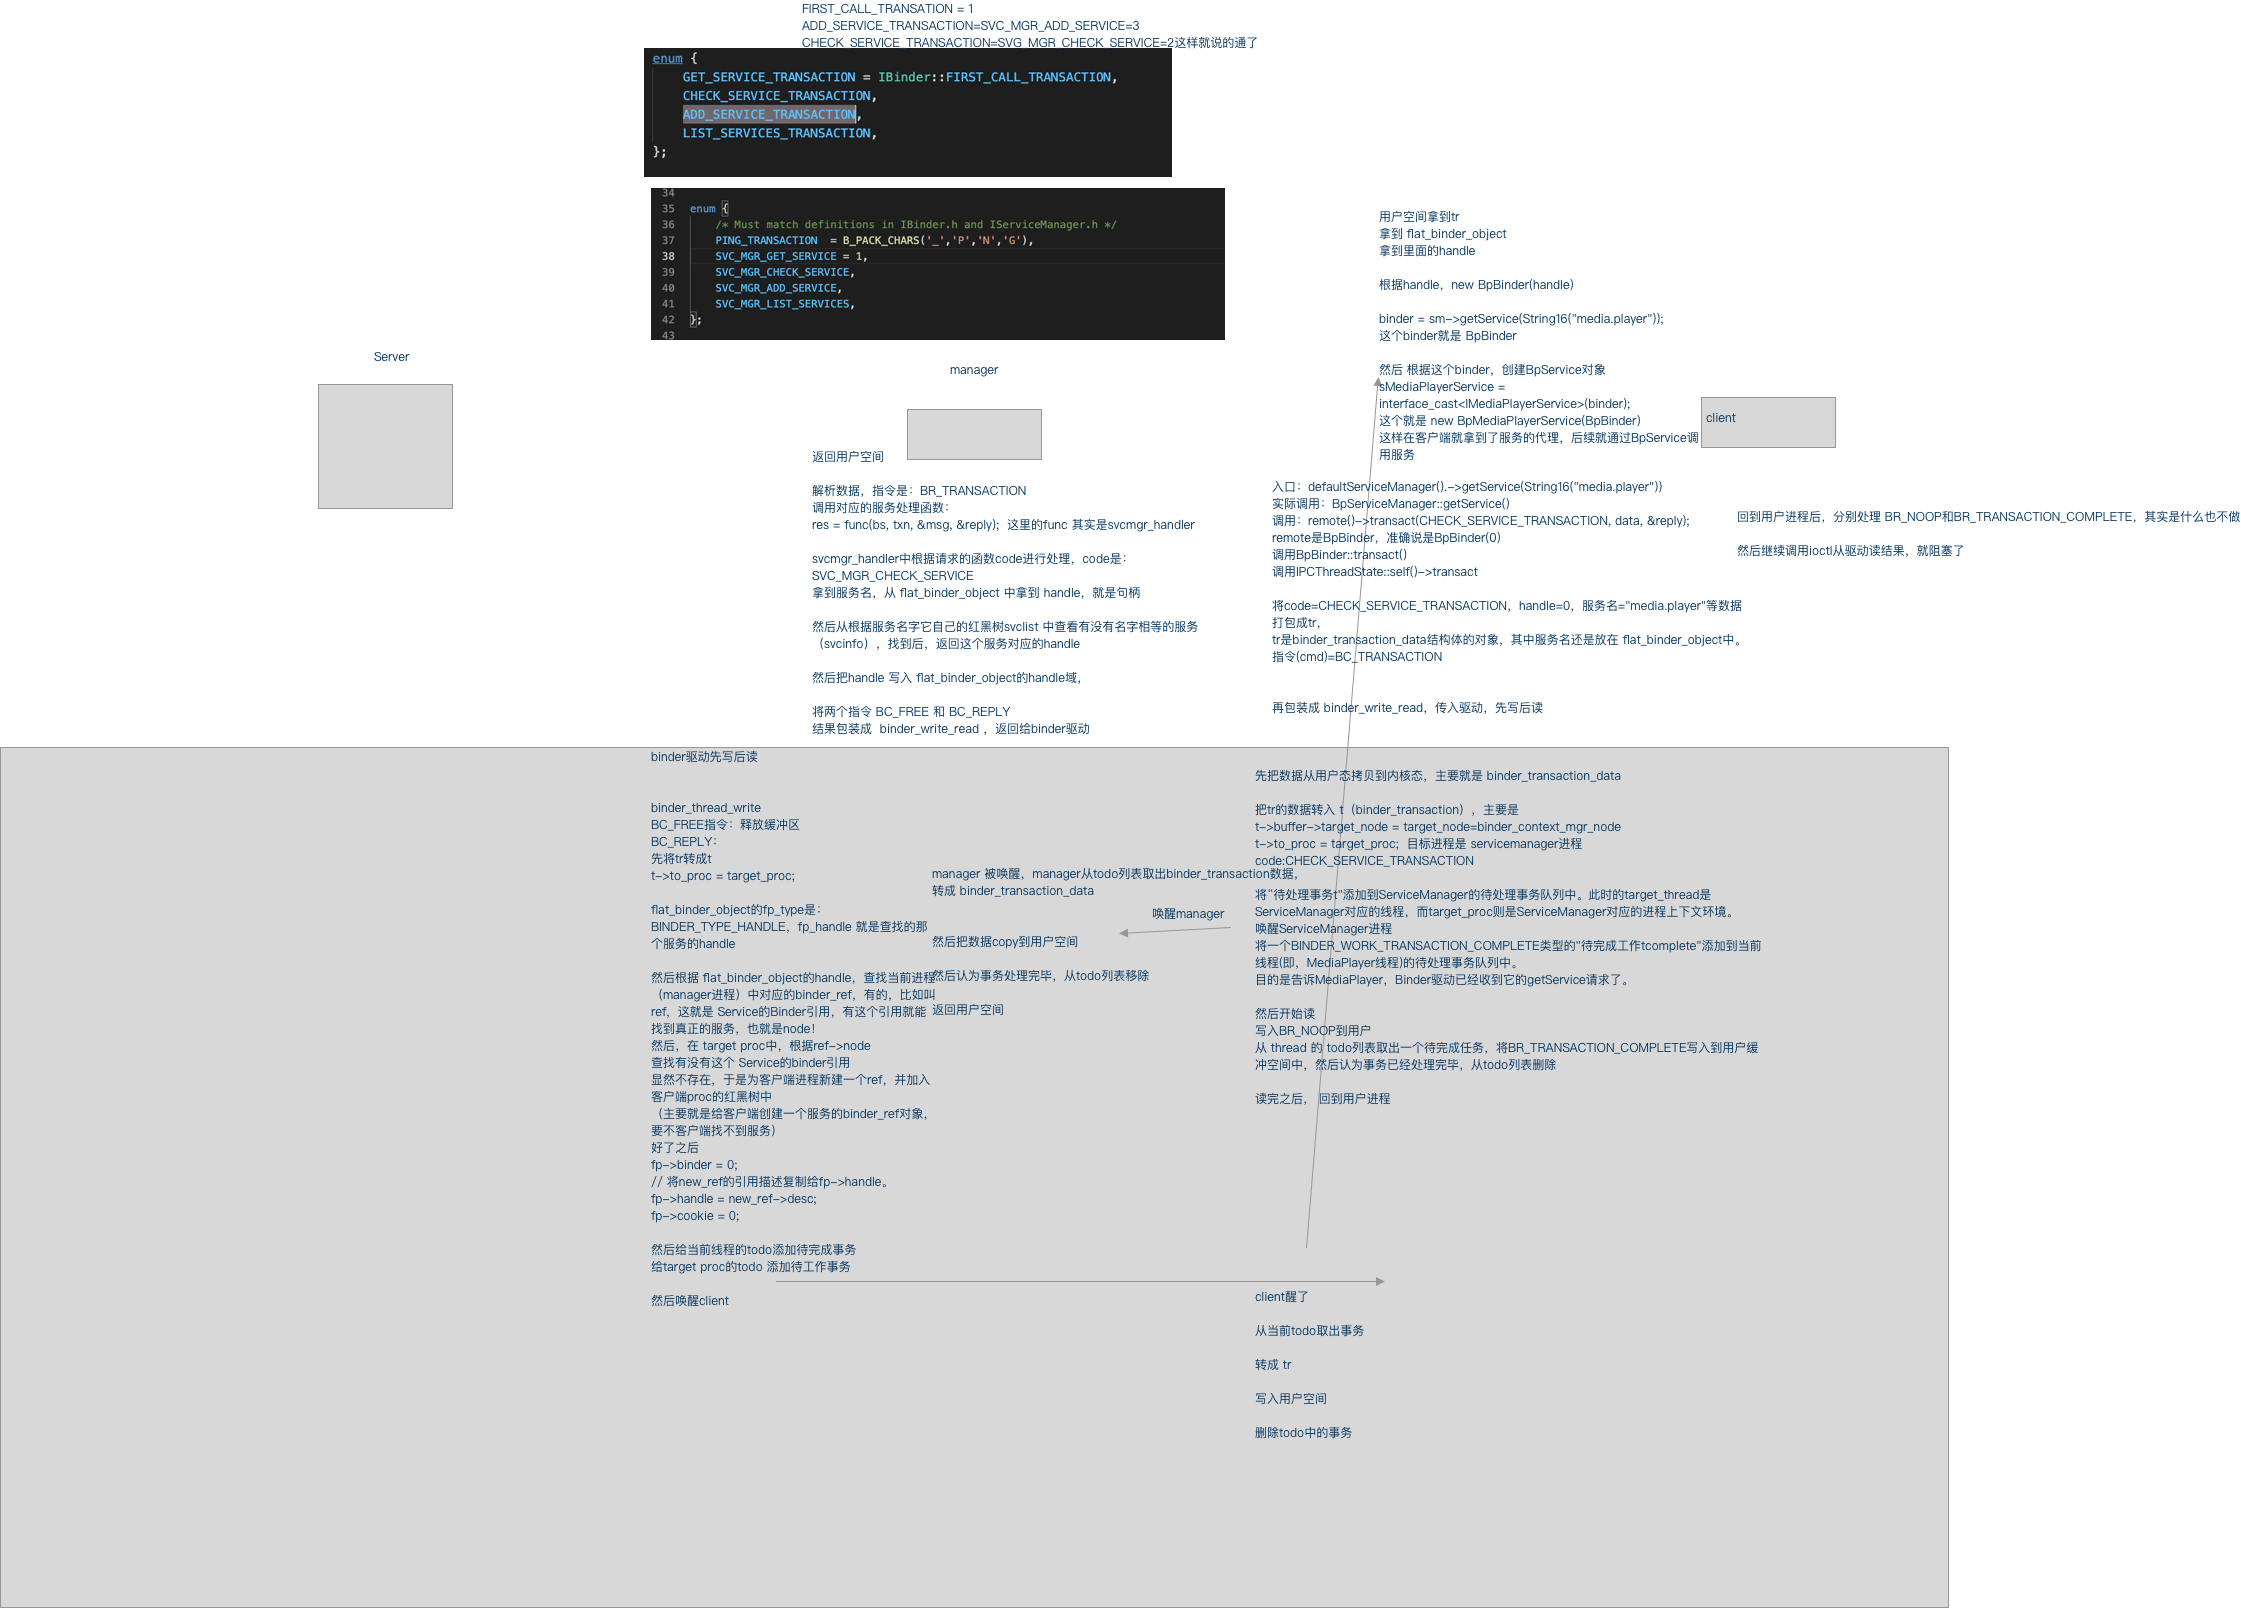 FIRST_CALL_TRANSATION = 1
ADD_SERVICE_TRANSACTION=SVC_MGR_ADD_SERVICE=3
CHECK_SERVICE_TRANSACTION=SVG_MGR_CHECK_SERVICE=2这样就说的通了
enum {
GET_SERVICE_TRANSACTION = IBinder::FIRST_CALL_TRANSACTION,
CHECK_SERVICE_TRANSACTION,
ADD_SERVICE_TRANSACTION,
LIST_SERVICES_TRANSACTION,
};
34
35 enum {
36 /* Must match definitions in IBinder.h and IServiceManager.h */
37 PING_TRANSACTION = B_PACK_CHARS('_','P','N','G'),
38 SVC_MGR_GET_SERVICE = 1,
39 SVC_MGR_CHECK_SERVICE,
40 SVC_MGR_ADD_SERVICE,
41 SVC_MGR_LIST_SERVICES,
42 };
43
Server
manager
client
用户空间拿到tr
拿到 flat_binder_object
拿到里面的handle
根据handle，new BpBinder(handle)
binder = sm->getService(String16("media.player"));
这个binder就是 BpBinder
然后 根据这个binder，创建BpService对象
sMediaPlayerService =
interface_cast<IMediaPlayerService>(binder);
这个就是 new BpMediaPlayerService(BpBinder)
这样在客户端就拿到了服务的代理，后续就通过BpService调
用服务
返回用户空间
解析数据，指令是：BR_TRANSACTION
调用对应的服务处理函数：
res = func(bs, txn, &msg, &reply); 这里的func 其实是svcmgr_handler
svcmgr_handler中根据请求的函数code进行处理，code是：
SVC_MGR_CHECK_SERVICE
拿到服务名，从 flat_binder_object 中拿到 handle，就是句柄
然后从根据服务名字它自己的红黑树svclist 中查看有没有名字相等的服务
（svcinfo），找到后，返回这个服务对应的handle
然后把handle 写入 flat_binder_object的handle域，
将两个指令 BC_FREE 和 BC_REPLY
结果包装成 binder_write_read ，返回给binder驱动
入口：defaultServiceManager().->getService(String16("media.player"))
实际调用：BpServiceManager::getService()
调用：remote()->transact(CHECK_SERVICE_TRANSACTION, data, &reply);
remote是BpBinder，准确说是BpBinder(0)
调用BpBinder::transact()
调用IPCThreadState::self()->transact
将code=CHECK_SERVICE_TRANSACTION，handle=0，服务名="media.player"等数据
打包成tr，
tr是binder_transaction_data结构体的对象，其中服务名还是放在 flat_binder_object中。
指令(cmd)=BC_TRANSACTION
再包装成 binder_write_read，传入驱动，先写后读
回到用户进程后，分别处理 BR_NOOP和BR_TRANSACTION_COMPLETE，其实是什么也不做
然后继续调用ioctl从驱动读结果，就阻塞了
binder驱动先写后读
binder_thread_write
BC_FREE指令：释放缓冲区
BC_REPLY：
先将tr转成t
t->to_proc = target_proc;
flat_binder_object的fp_type是：
BINDER_TYPE_HANDLE，fp_handle 就是查找的那
个服务的handle
然后根据 flat_binder_object的handle，查找当前进程
（manager进程）中对应的binder_ref，有的，比如叫
ref，这就是 Service的Binder引用，有这个引用就能
找到真正的服务，也就是node！
然后，在 target proc中，根据ref->node
查找有没有这个 Service的binder引用
显然不存在，于是为客户端进程新建一个ref，并加入
客户端proc的红黑树中
（主要就是给客户端创建一个服务的binder_ref对象，
要不客户端找不到服务）
好了之后
fp->binder = 0;
// 将new_ref的引用描述复制给fp->handle。
fp->handle = new_ref->desc;
fp->cookie = 0;
然后给当前线程的todo添加待完成事务
给target proc的todo 添加待工作事务
然后唤醒client
manager 被唤醒，manager从todo列表取出binder_transaction数据，
转成 binder_transaction_data
然后把数据copy到用户空间
然后认为事务处理完毕，从todo列表移除
返回用户空间
唤醒manager
先把数据从用户态拷贝到内核态，主要就是 binder_transaction_data
把tr的数据转入 t（binder_transaction），主要是
t->buffer->target_node = target_node=binder_context_mgr_node
t->to_proc = target_proc; 目标进程是 servicemanager进程
code:CHECK_SERVICE_TRANSACTION
将“待处理事务t"添加到ServiceManager的待处理事务队列中。此时的target_thread是
ServiceManager对应的线程，而target_proc则是ServiceManager对应的进程上下文环境。
唤醒ServiceManager进程
将一个BINDER_WORK_TRANSACTION_COMPLETE类型的"待完成工作tcomplete"添加到当前
线程(即，MediaPlayer线程)的待处理事务队列中。
目的是告诉MediaPlayer，Binder驱动已经收到它的getService请求了。
然后开始读
写入BR_NOOP到用户
从 thread 的 todo列表取出一个待完成任务，将BR_TRANSACTION_COMPLETE写入到用户缓
冲空间中，然后认为事务已经处理完毕，从todo列表删除
读完之后， 回到用户进程
client醒了
从当前todo取出事务
转成 tr
写入用户空间
删除todo中的事务